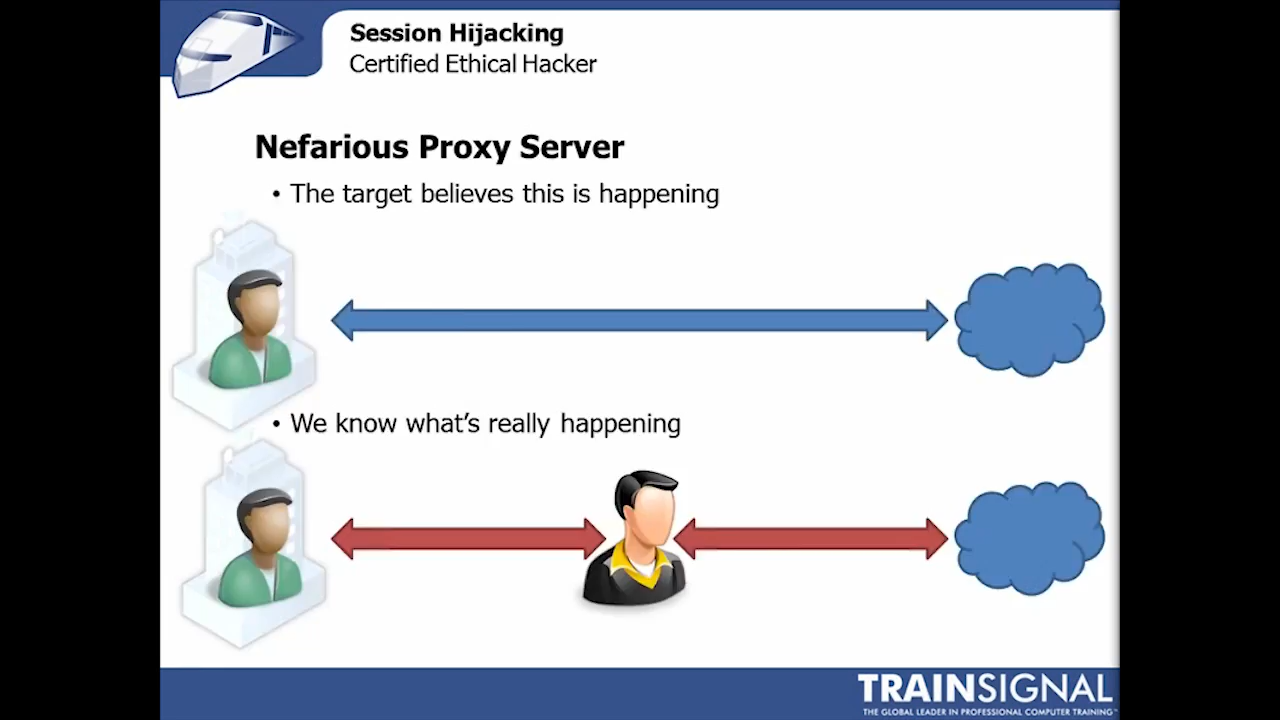 Session Hijacking
Certified Ethical Hacker
Nefarious Proxy Server
• The target believes this is happening
• We know what's really happening
TRAINSIGNAL
THE GLOBAL LEADER IN PROFESSIONAL COMPUTER TRAINING